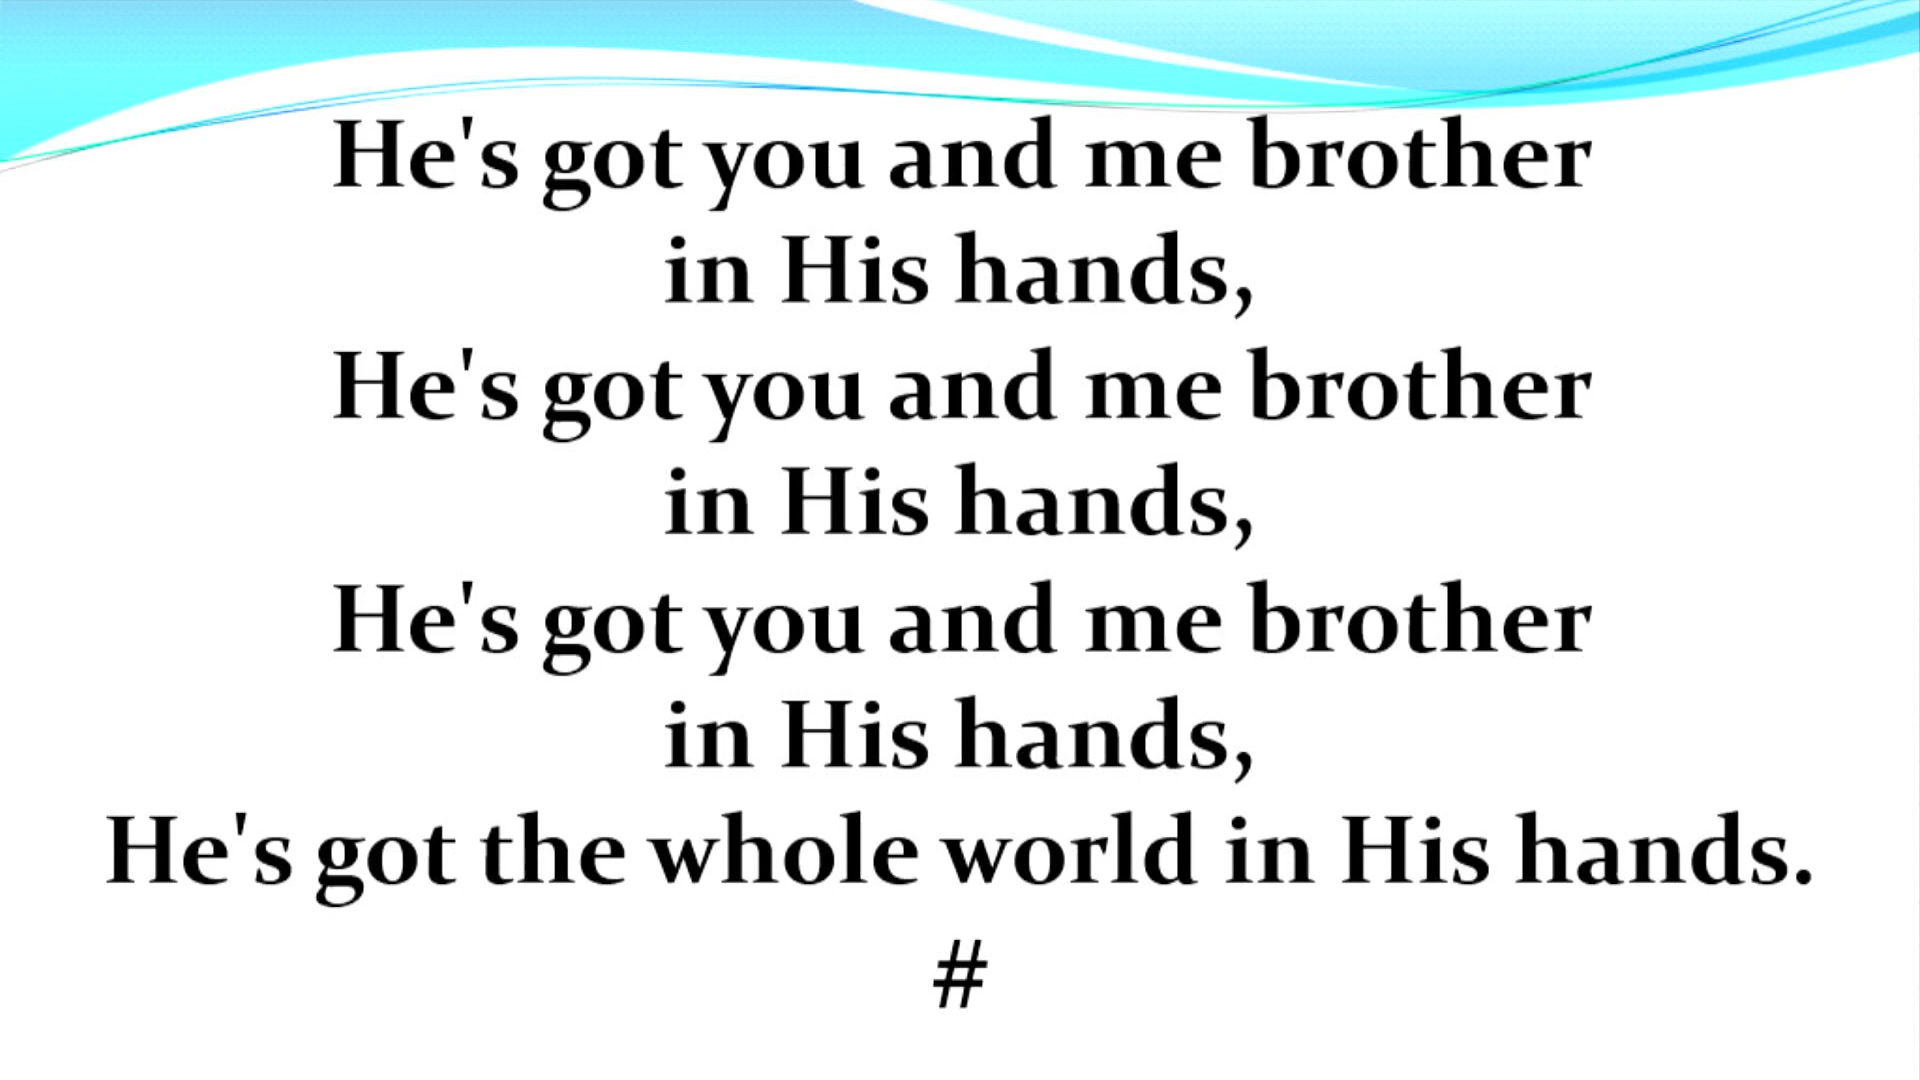 He's got you and me brother
in His hands,
He's got you and me brother
in His hands,
He's got you and me brother
in His hands,
He's got the whole world in His hands.
#